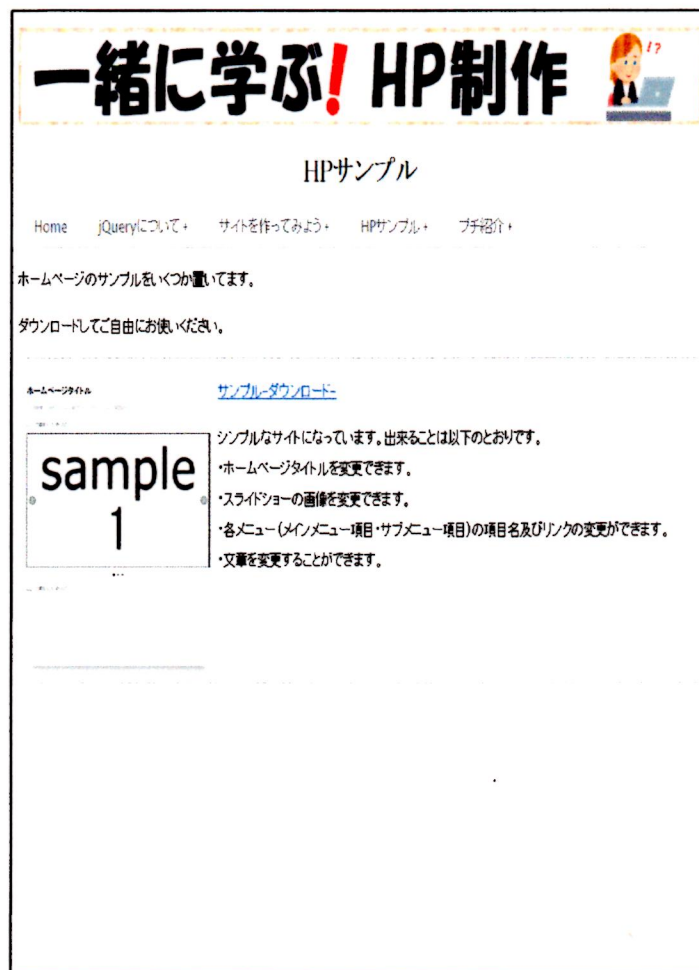 一緒に学ぶ! HP制作
!?
HPサンプル
Home jQueryについて+ サイトを作ってみよう+ HPサンプル+ プチ紹介+
ホームページのサンプルをいくつか置いてます。
ダウンロードしてご自由にお使いください。
ホームページタイトル
サンプル-ダウンロード-
シンプルなサイトになっています。出来ることは以下のとおりです。
・ホームページタイトルを変更できます。
・スライドショーの画像を変更できます。
・各メニュー(メインメニュー項目・サブメニュー項目)の項目名及びリンクの変更ができます。
・文章を変更することができます。
sample
1